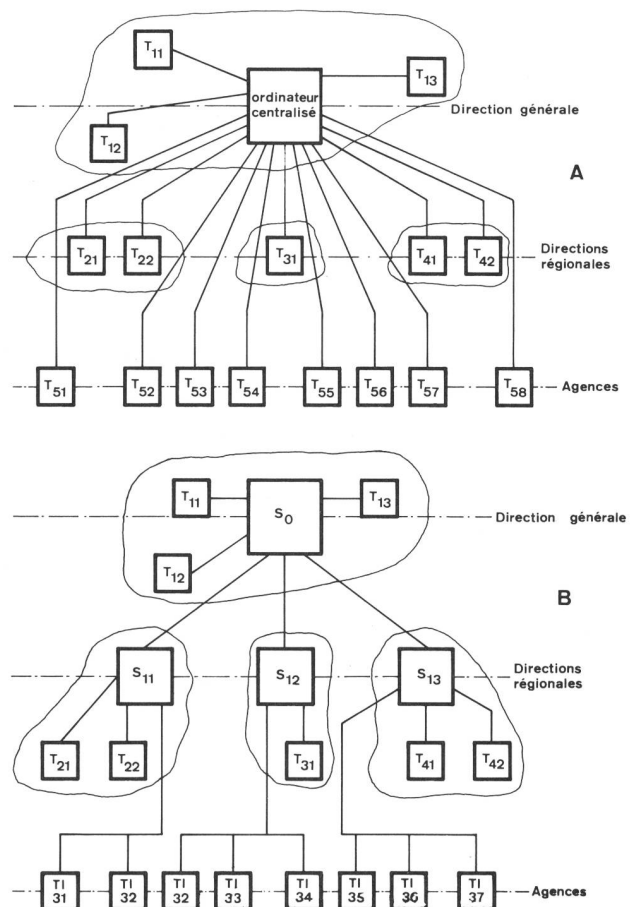 T11
T13
ordinateur
centralisé
Direction générale
T12
A
T21 T22 T31 T41 T42
Directions
régionales
T51 T52 T53 T54 T55 T56 T57 T58
Agences
T11 S0 T13
Direction générale
T12
B
S11 S12 S13
Directions
régionales
T21 T22 T31 T41 T42
TI TI TI TI TI TI TI TI
31 32 32 33 34 35 36 37
Agences